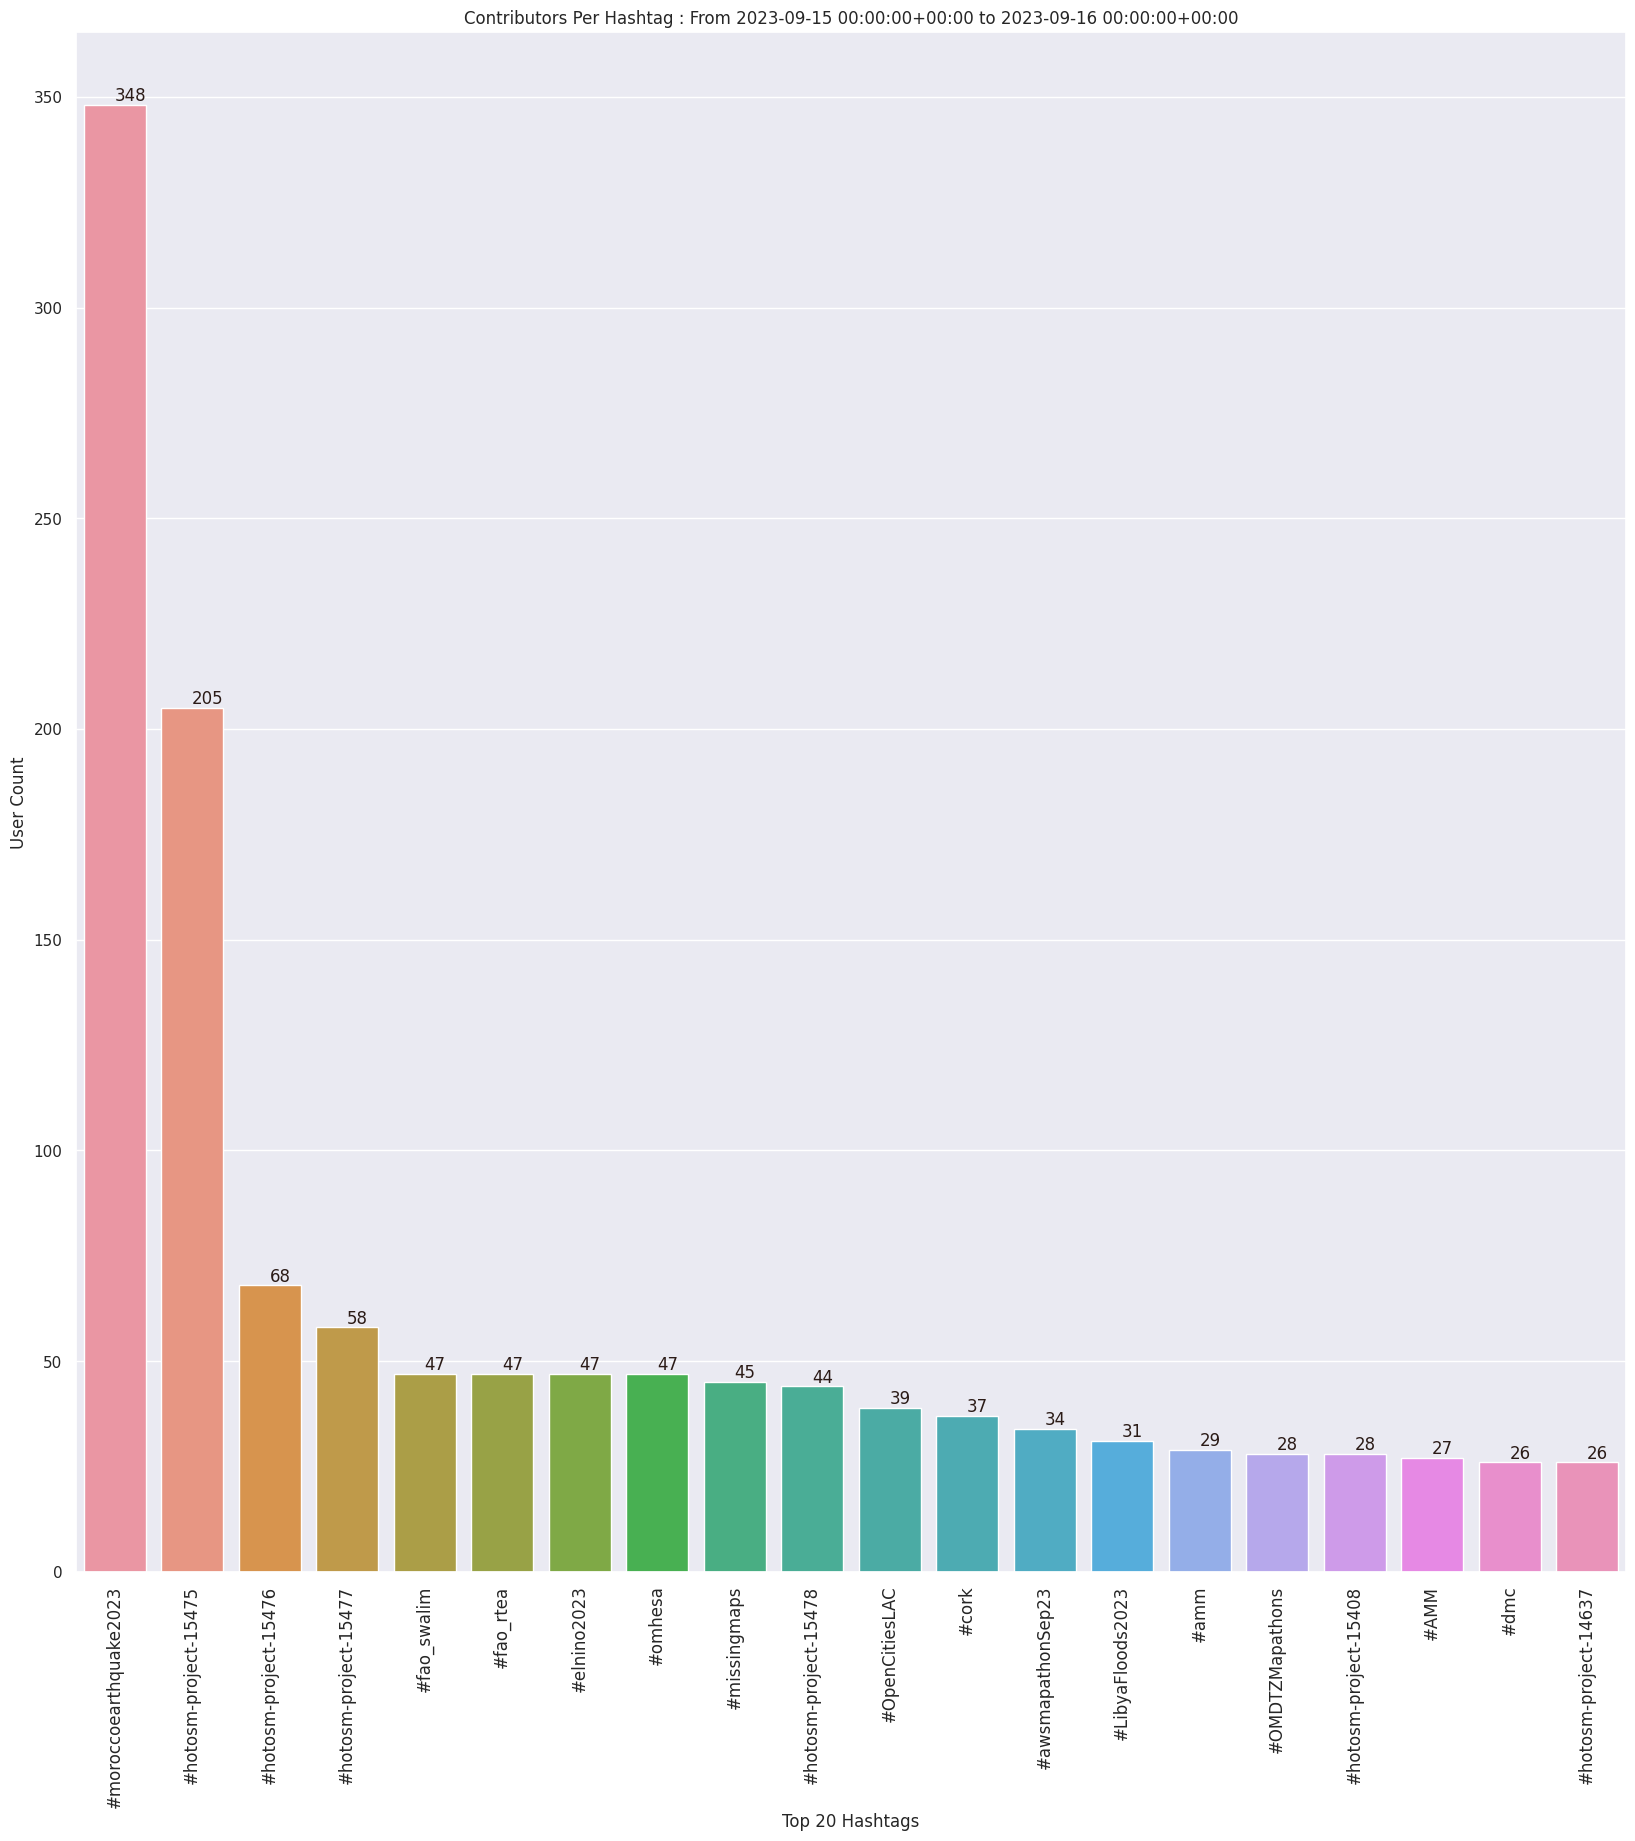 Contributors Per Hashtag : From 2023-09-15 00:00:00+00:00 to 2023-09-16 00:00:00+00:00
User Count
350
300
250
200
150
100
50
0
348
205
68
58
47
47
47
47
45
44
39
37
34
31
29
28
28
27
26
26
#moroccoearthquake2023
#hotosm-project-15475
#hotosm-project-15476
#hotosm-project-15477
#fao_swalim
#fao_rtea
#elnino2023
#omhesa
#missingmaps
#hotosm-project-15478
#OpenCitiesLAC
#cork
#awsmapathonSep23
#LibyaFloods2023
#amm
#OMDTZMapathons
#hotosm-project-15408
#AMM
#dmc
#hotosm-project-14637
Top 20 Hashtags